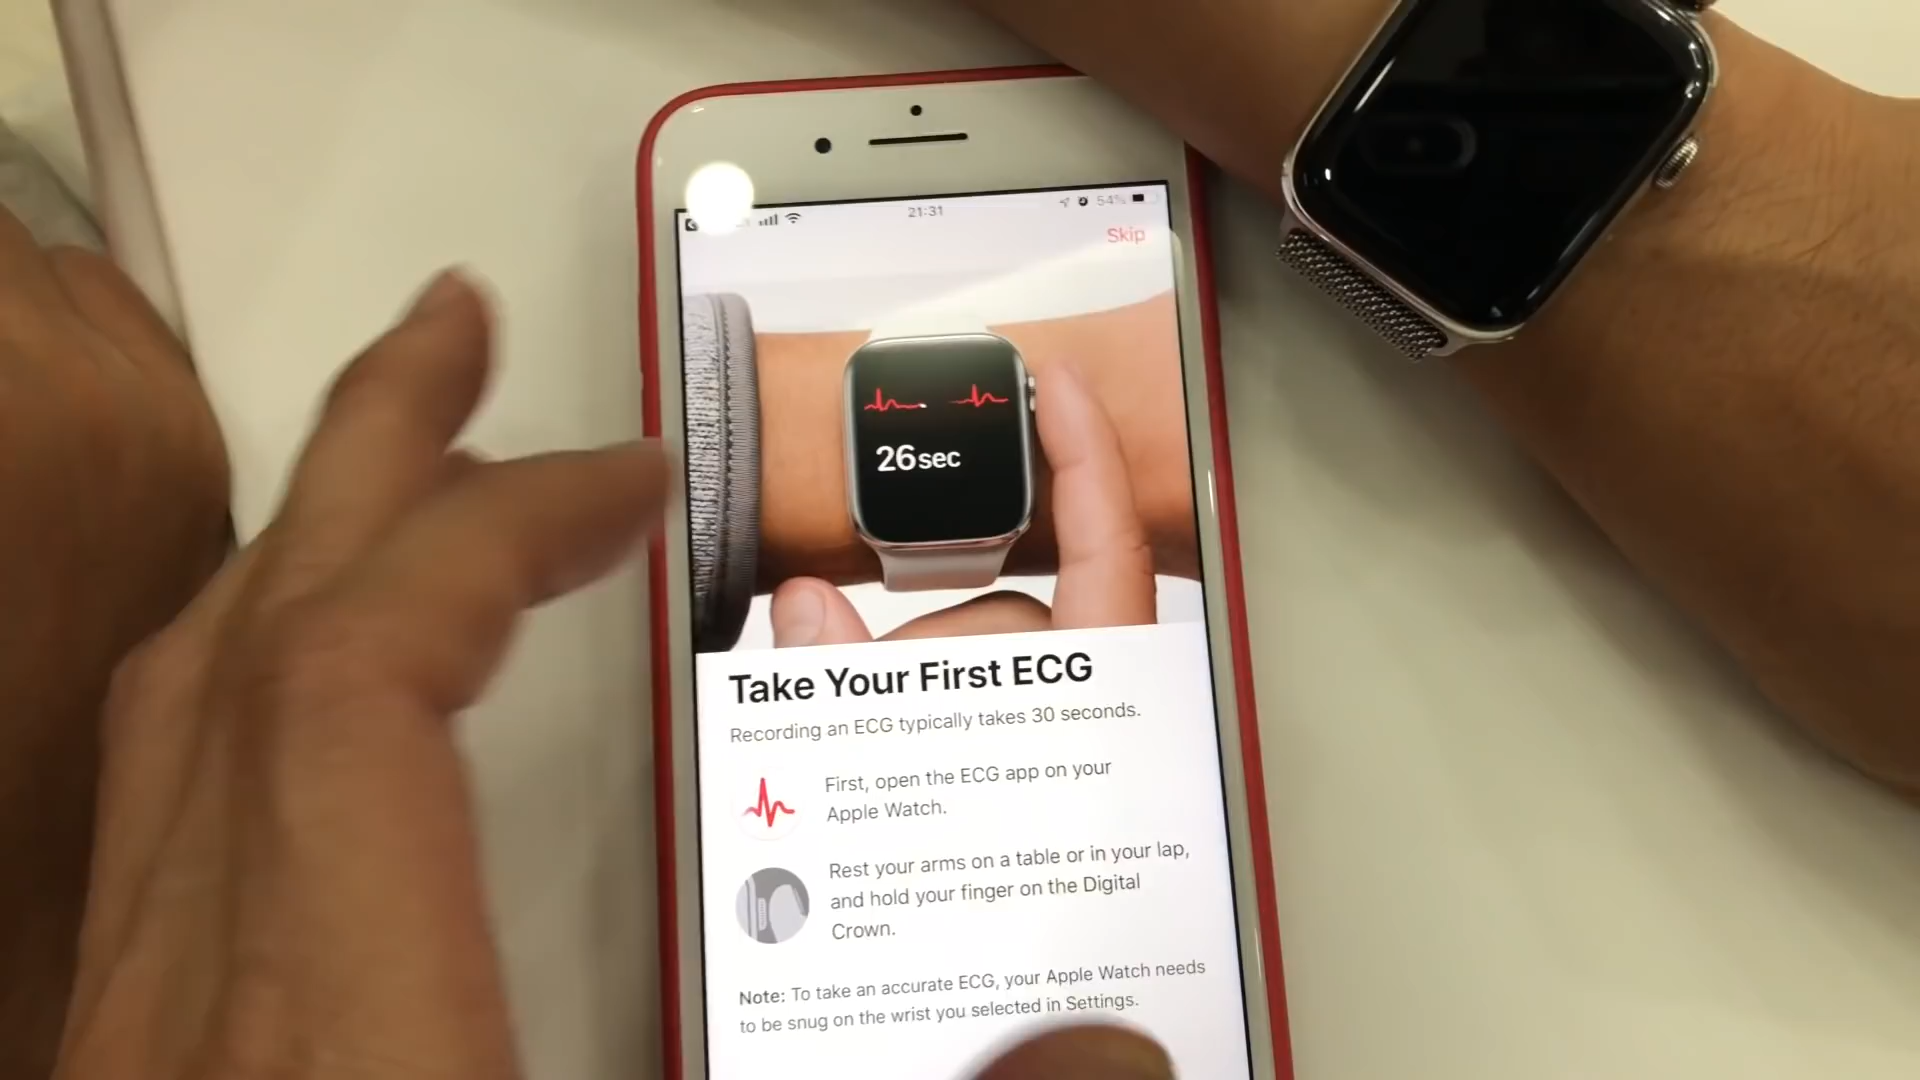 21:31
54%
Skip
26sec
Take Your First ECG
Recording an ECG typically takes 30 seconds.
First, open the ECG app on your
Apple Watch.
Rest your arms on a table or in your lap,
and hold your finger on the Digital
Crown.
Note: To take an accurate ECG, your Apple Watch needs
to be snug on the wrist you selected in Settings.